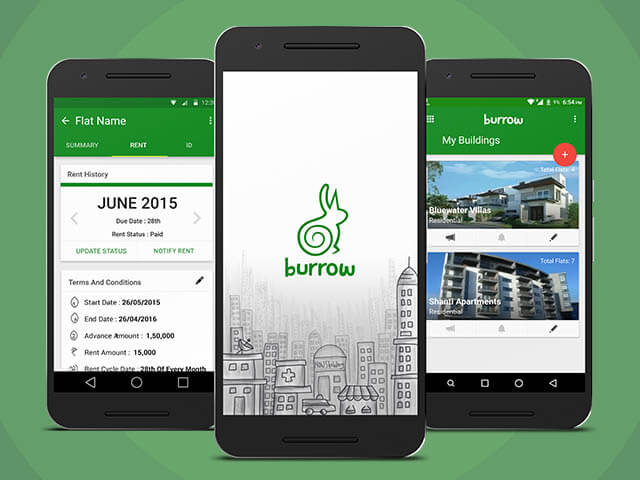 12:30
Flat Name
SUMMARY RENT ID
Rent History
JUNE 2015
Due Date : 28th
Rent Status : Paid
UPDATE STATUS NOTIFY RENT
Terms And Conditions
Start Date : 26/05/2015
End Date : 26/04/2016
Advance Amount : 1,50,000
Rent Amount : 15,000
Rent Cycle Date : 28th Of Every Month
burrow
9% 6:54 PM
burrow
My Buildings
+
Total Flats: 4
Bluewater Villas
Residential
Total Flats: 7
Shanti Apartments
Residential